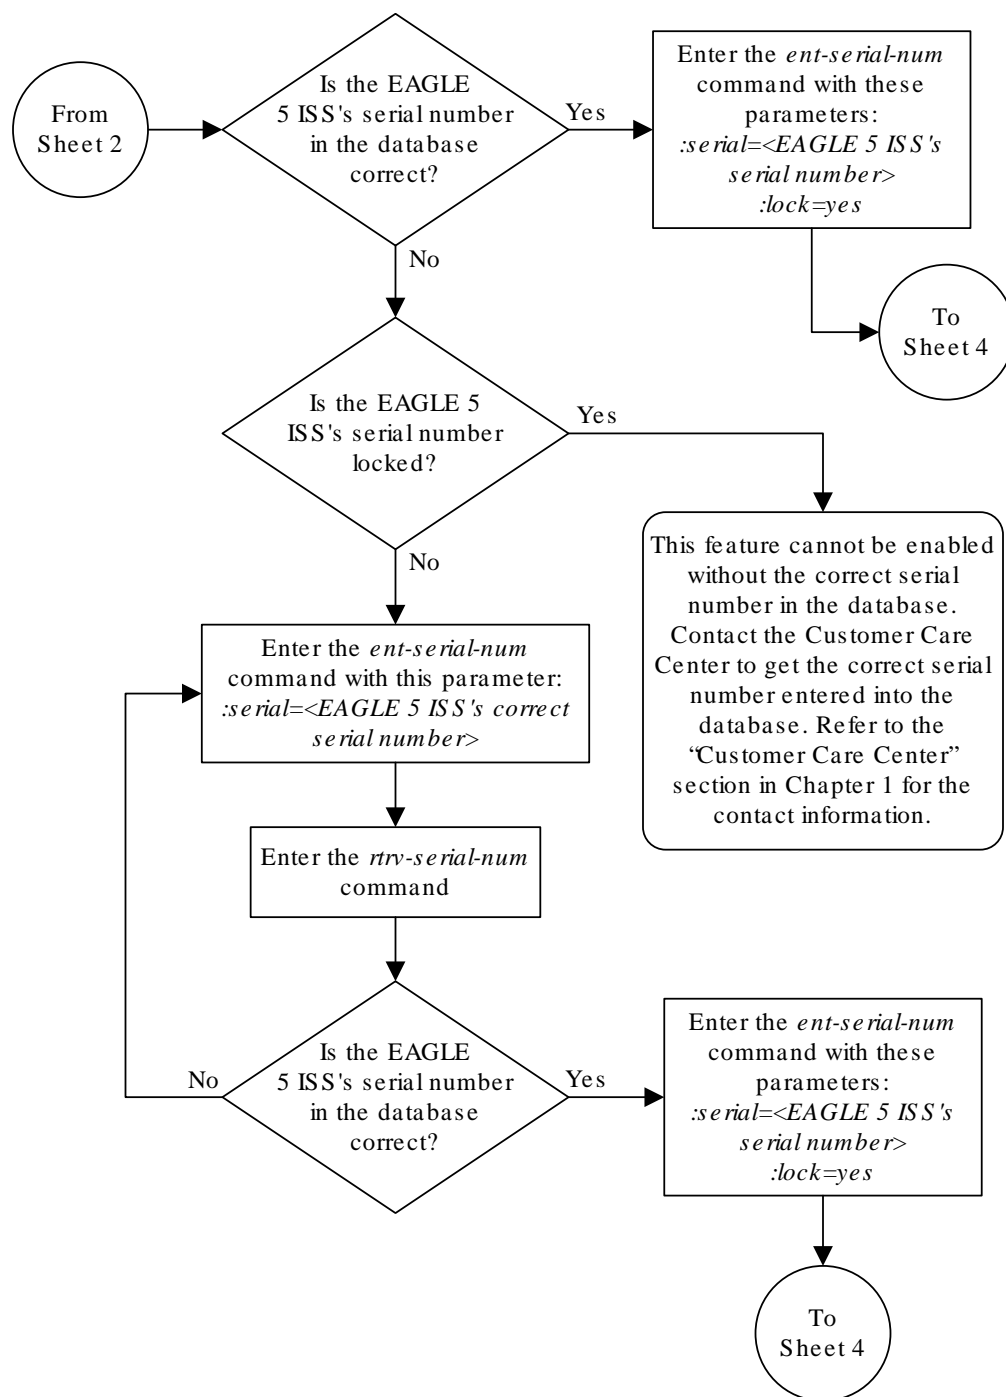 From
Sheet 2
Is the EAGLE
5 ISS's serial number
in the database
correct?
Yes
Enter the ent-serial-num
command with these
parameters:
:serial=<EAGLE 5 ISS's
serial number>
:lock=yes
No
To
Sheet 4
Is the EAGLE 5
ISS's serial number
locked?
Yes
No
This feature cannot be enabled
without the correct serial
number in the database.
Contact the Customer Care
Center to get the correct serial
number entered into the
database. Refer to the
“Customer Care Center”
section in Chapter 1 for the
contact information.
Enter the ent-serial-num
command with this parameter:
:serial=<EAGLE 5 ISS's correct
serial number>
Enter the rtrv-serial-num
command
Is the EAGLE
5 ISS's serial number
in the database
correct?
No
Yes
Enter the ent-serial-num
command with these
parameters:
:serial=<EAGLE 5 ISS's
serial number>
:lock=yes
To
Sheet 4